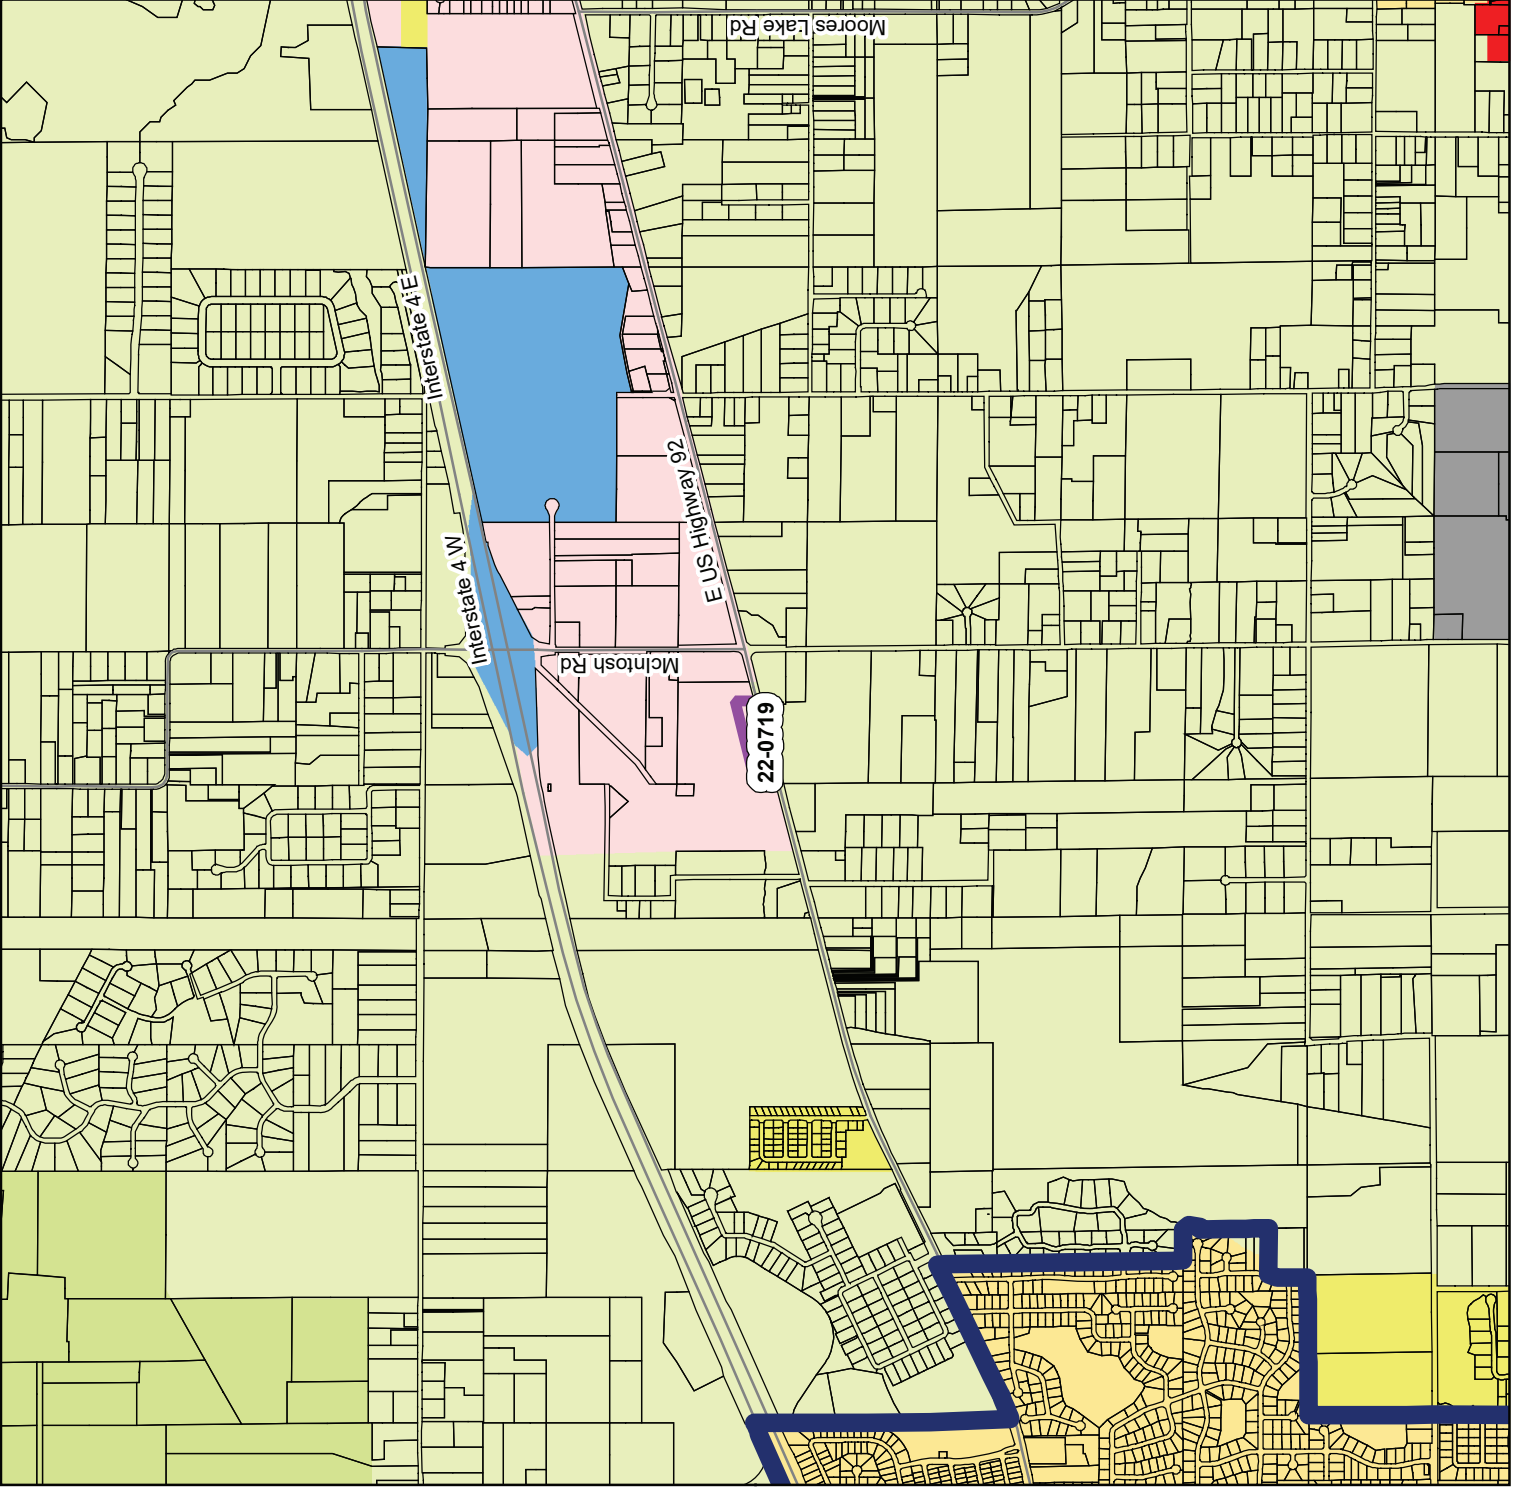 Moores Lake Rd
Interstate 4 E
E US Highway 92
Interstate 4 W
McIntosh Rd
22-0719